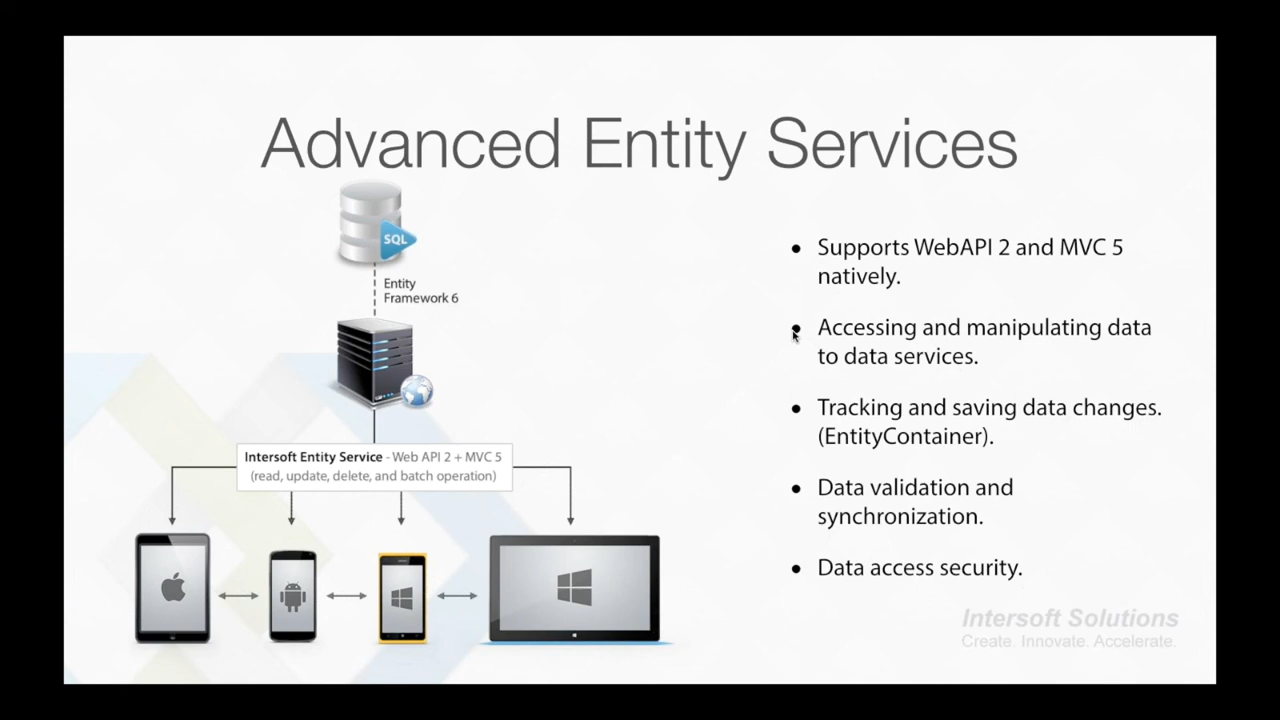 Advanced Entity Services
SQL
Entity
Framework 6
Intersoft Entity Service - Web API 2 + MVC 5
(read, update, delete, and batch operation)
• Supports WebAPI 2 and MVC 5
natively.
• Accessing and manipulating data
to data services.
• Tracking and saving data changes.
(EntityContainer).
• Data validation and
synchronization.
• Data access security.
Intersoft Solutions
Create. Innovate. Accelerate.